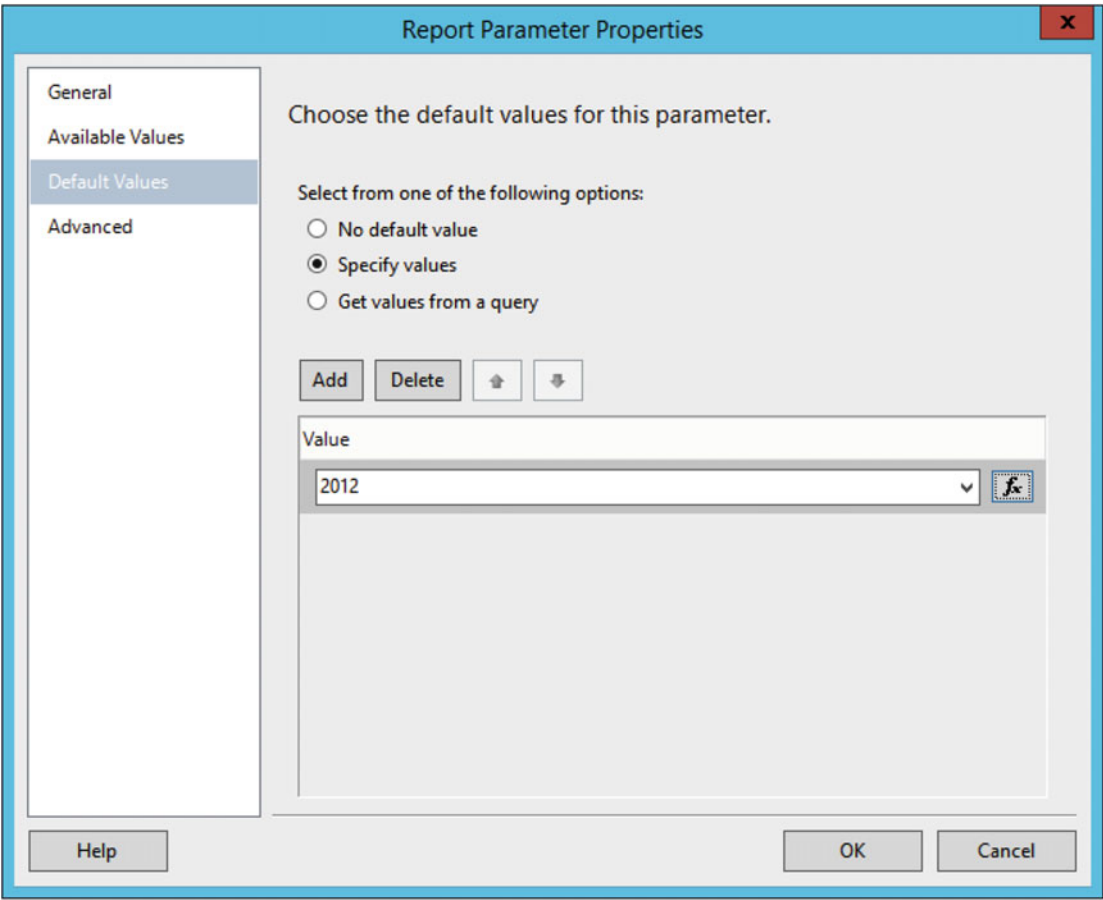 Report Parameter Properties
x
General
Available Values
Default Values
Advanced
Choose the default values for this parameter.
Select from one of the following options:
No default value
Specify values
Get values from a query
Add Delete
Value
2012 fx
Help OK Cancel